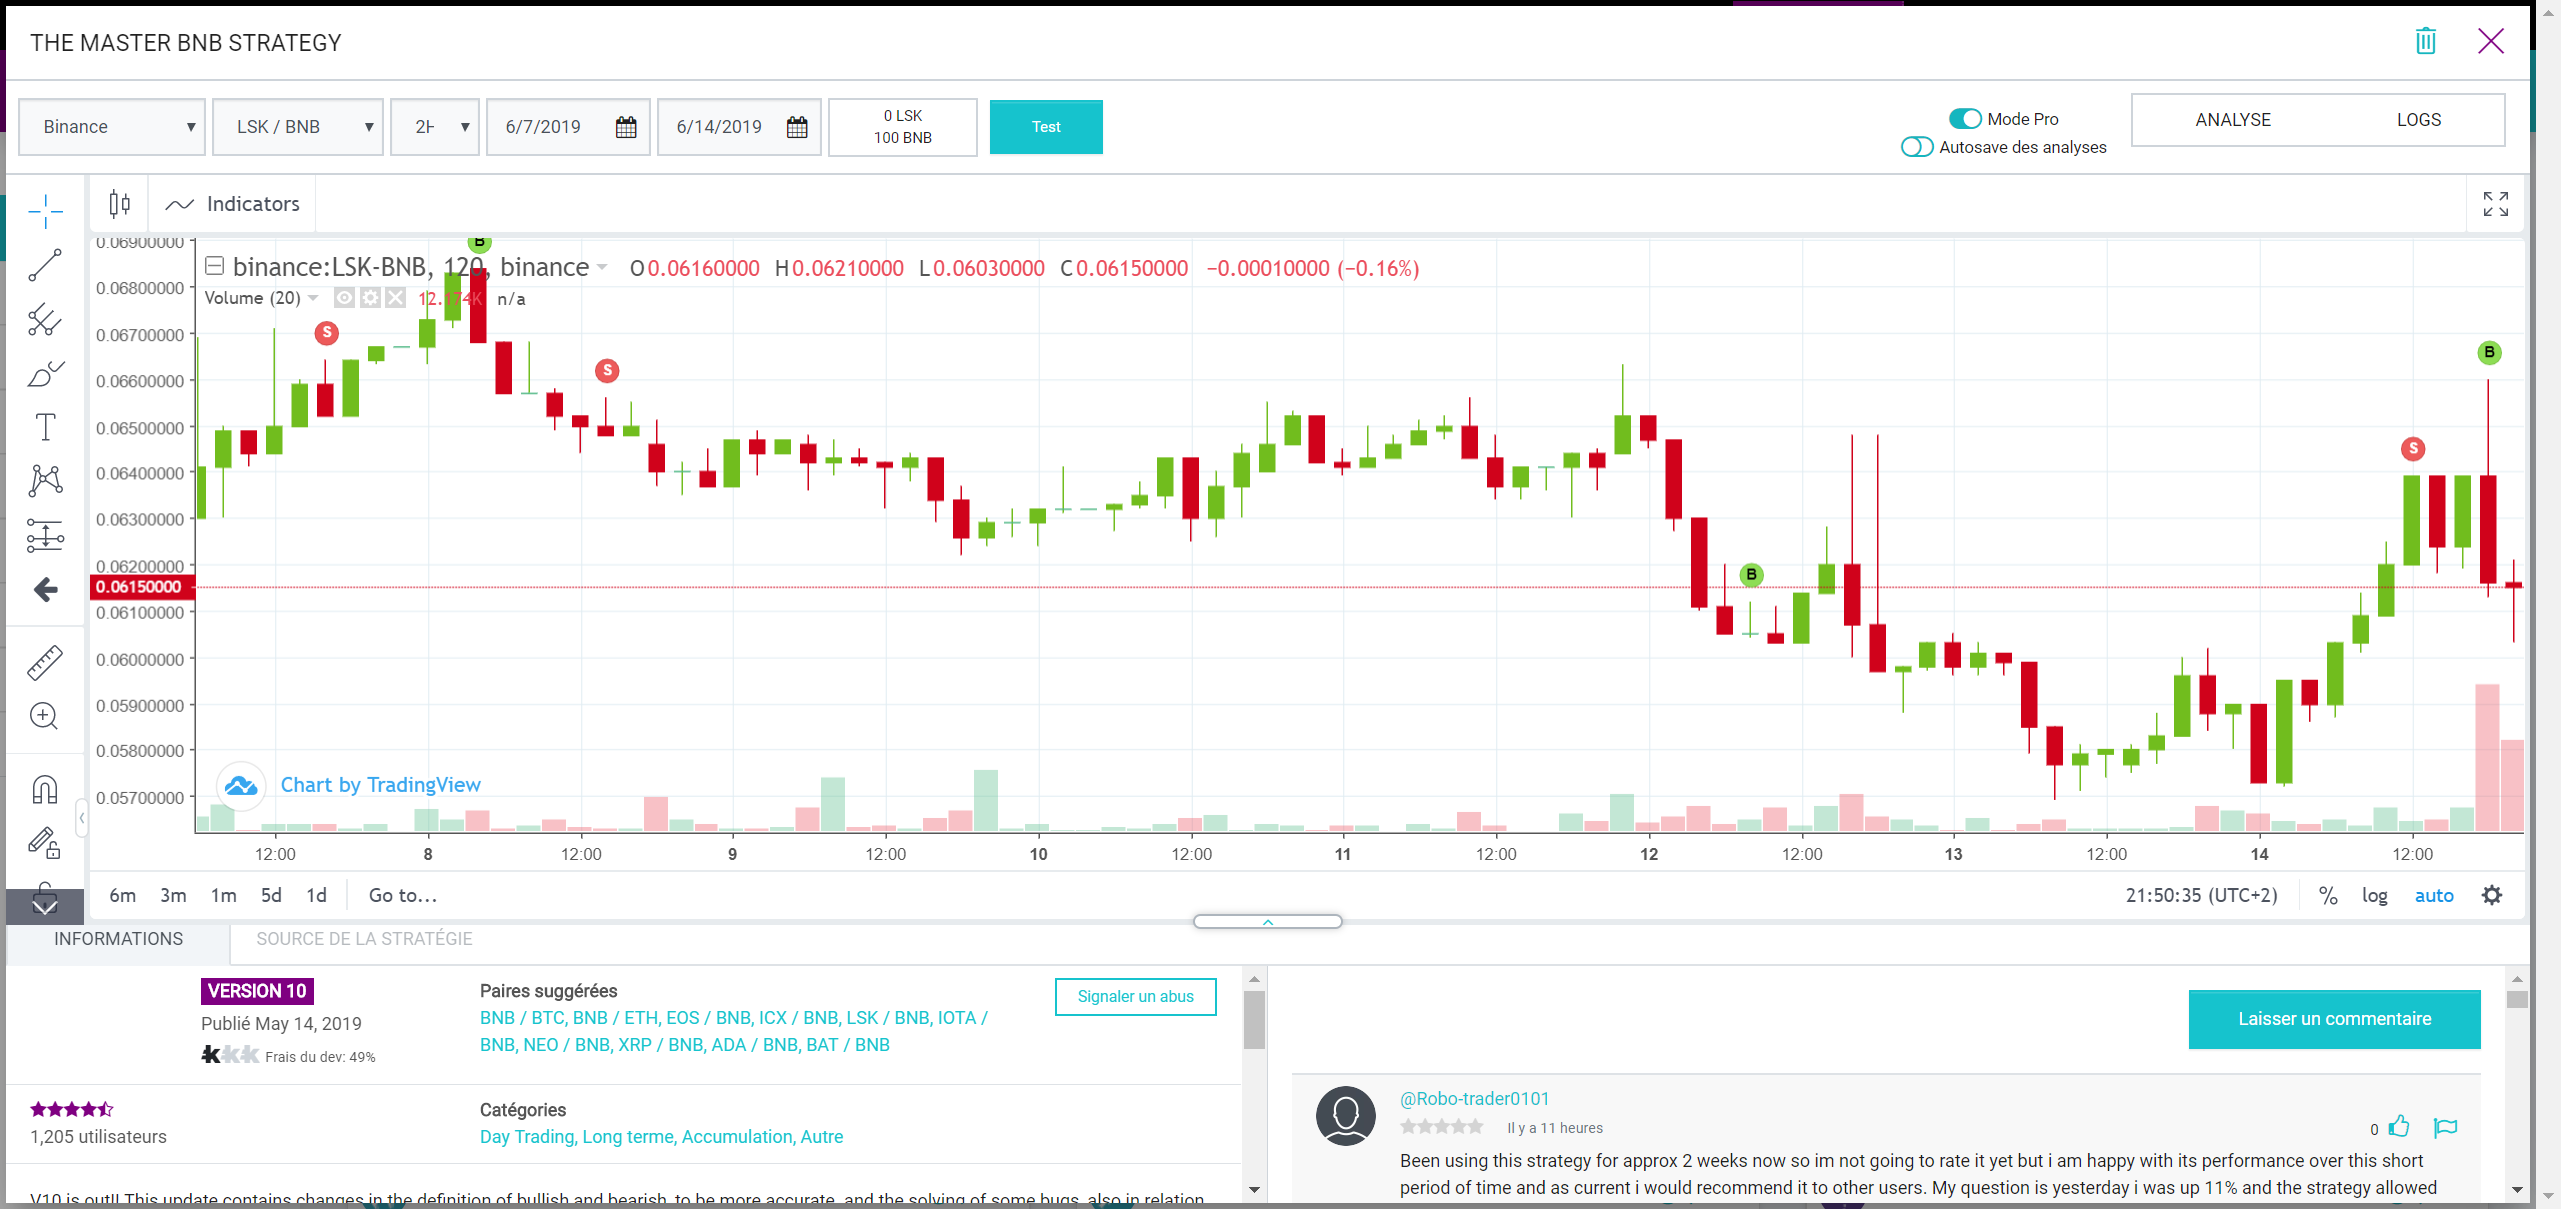 THE MASTER BNB STRATEGY
Binance
LSK / BNB
6/7/2019
6/14/2019
0 LSK
100 BNB
Test
Mode Pro
Autosave des analyses
ANALYSE
LOGS
Indicators
binance:LSK-BNB, 120, binance O0.06160000 H0.06210000 L0.06030000 C0.06150000 −0.00010000 (−0.16%)
Volume (20) 12.174K n/a
0.06900000
0.06800000
0.06700000
0.06600000
0.06500000
0.06400000
0.06300000
0.06200000
0.06150000
0.06100000
0.06000000
0.05900000
0.05800000
0.05700000
B
S
S
B
S
B
Chart by TradingView
12:00 8 12:00 9 12:00 10 12:00 11 12:00 12 12:00 13 12:00 14 12:00
6m 3m 1m 5d 1d Go to...
21:50:35 (UTC+2) % log auto
INFORMATIONS
SOURCE DE LA STRATÉGIE
VERSION 10
Publié May 14, 2019
Frais du dev: 49%
Paires suggérées
BNB / BTC, BNB / ETH, EOS / BNB, ICX / BNB, LSK / BNB, IOTA /
BNB, NEO / BNB, XRP / BNB, ADA / BNB, BAT / BNB
Signaler un abus
1,205 utilisateurs
Catégories
Day Trading, Long terme, Accumulation, Autre
V10 is out!! This update contains changes in the definition of bullish and bearish, to be more accurate, and the solving of some bugs, also in relation
Laisser un commentaire
@Robo-trader0101
Il y a 11 heures
0
Been using this strategy for approx 2 weeks now so im not going to rate it yet but i am happy with its performance over this short
period of time and as current i would recommend it to other users. My question is yesterday i was up 11% and the strategy allowed